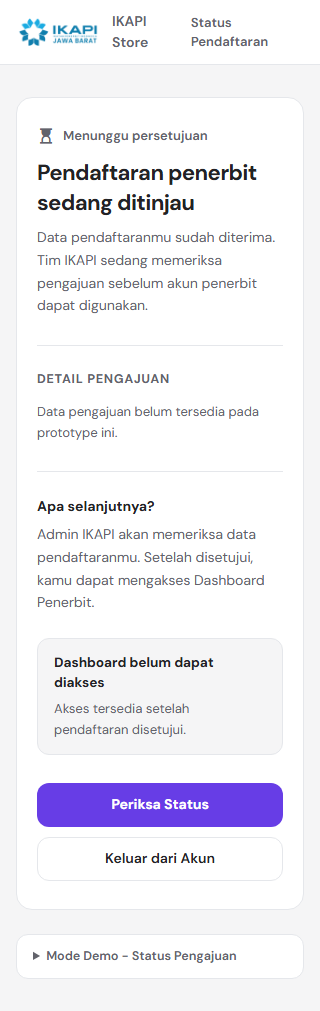 IKAPI
JAWA BARAT
IKAPI
Store
Status
Pendaftaran
Menunggu persetujuan
Pendaftaran penerbit
sedang ditinjau
Data pendaftaranmu sudah diterima.
Tim IKAPI sedang memeriksa
pengajuan sebelum akun penerbit
dapat digunakan.
DETAIL PENGAJUAN
Data pengajuan belum tersedia pada
prototype ini.
Apa selanjutnya?
Admin IKAPI akan memeriksa data
pendaftaranmu. Setelah disetujui,
kamu dapat mengakses Dashboard
Penerbit.
Dashboard belum dapat
diakses
Akses tersedia setelah
pendaftaran disetujui.
Periksa Status
Keluar dari Akun
Mode Demo - Status Pengajuan